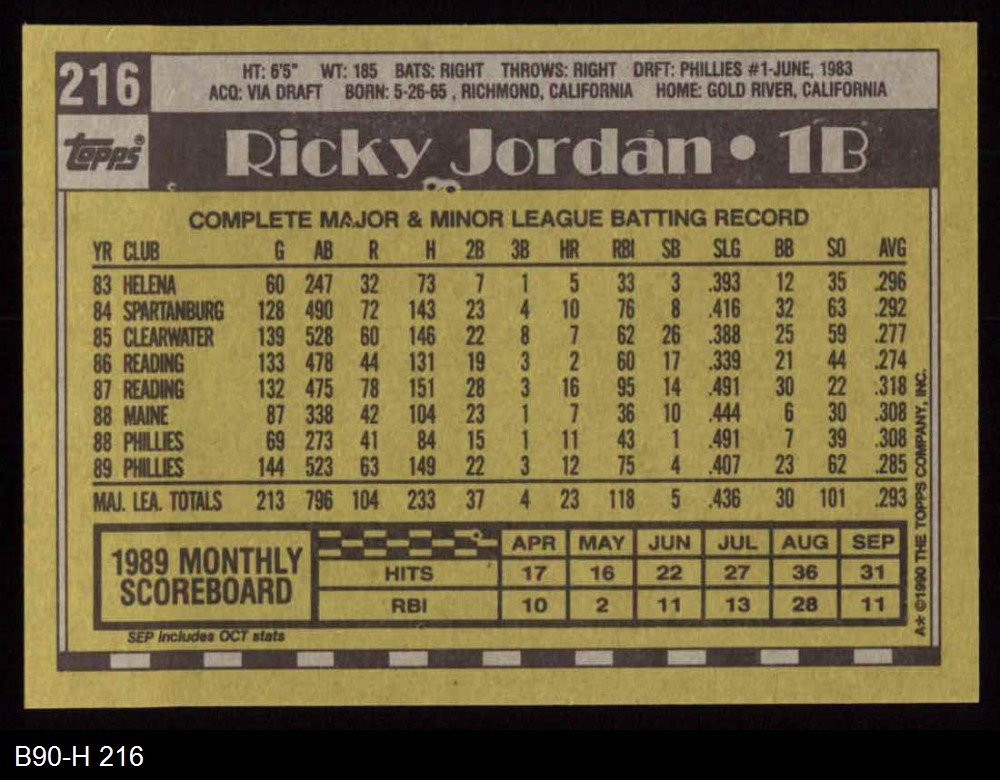 216
HT: 6'5" WT: 185 BATS: RIGHT THROWS: RIGHT DRFT: PHILLIES #1-JUNE, 1983
ACQ: VIA DRAFT BORN: 5-26-65 , RICHMOND, CALIFORNIA HOME: GOLD RIVER, CALIFORNIA
topps®
Ricky Jordan • 1B
COMPLETE MAJOR & MINOR LEAGUE BATTING RECORD
YR CLUB G AB R H 2B 3B HR RBI SB SLG BB SO AVG
83 HELENA 60 247 32 73 7 1 5 33 3 .393 12 35 .296
84 SPARTANBURG 128 490 72 143 23 4 10 76 8 .416 32 63 .292
85 CLEARWATER 139 528 60 146 22 8 7 62 26 .388 25 59 .277
86 READING 133 478 44 131 19 3 2 60 17 .339 21 44 .274
87 READING 132 475 78 151 28 3 16 95 14 .491 30 22 .318
88 MAINE 87 338 42 104 23 1 7 36 10 .444 6 30 .308
88 PHILLIES 69 273 41 84 15 1 11 43 1 .491 7 39 .308
89 PHILLIES 144 523 63 149 22 3 12 75 4 .407 23 62 .285
MAJ. LEA. TOTALS 213 796 104 233 37 4 23 118 5 .436 30 101 .293
1989 MONTHLY
SCOREBOARD
APR MAY JUN JUL AUG SEP
HITS 17 16 22 27 36 31
RBI 10 2 11 13 28 11
SEP includes OCT stats
A* ©1990 THE TOPPS COMPANY, INC.
B90-H 216